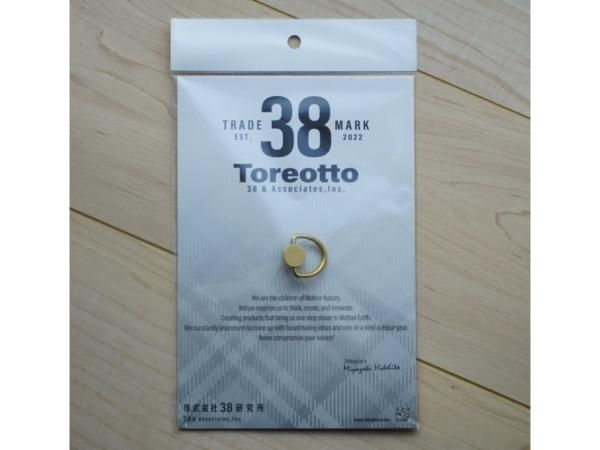 TRADE 38 MARK
EST. 2022
Toreotto
38 & Associates, Inc.
We are the children of Mother Nature.
Nature inspires us to think, create, and innovate.
Creating products that bring us one step closer to Mother Earth.
We constantly brainstorm to come up with breathtaking ideas and one-of-a-kind outdoor gear.
Never compromise your values!
Miyazaki Hidehito
株式会社38研究所
38 & Associates, Inc.